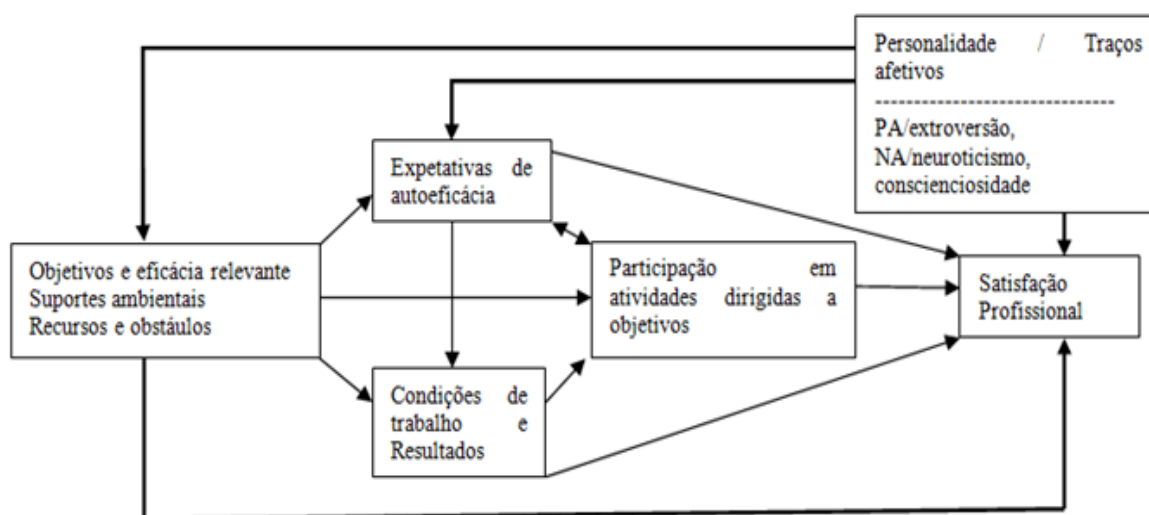 Personalidade / Traços
afetivos
--------------------------------
PA/extroversão,
NA/neuroticismo,
conscienciosidade
Expetativas de
autoeficácia
Objetivos e eficácia relevante
Suportes ambientais
Recursos e obstáulos
Participação em
atividades dirigidas a
objetivos
Satisfação
Profissional
Condições de
trabalho e
Resultados